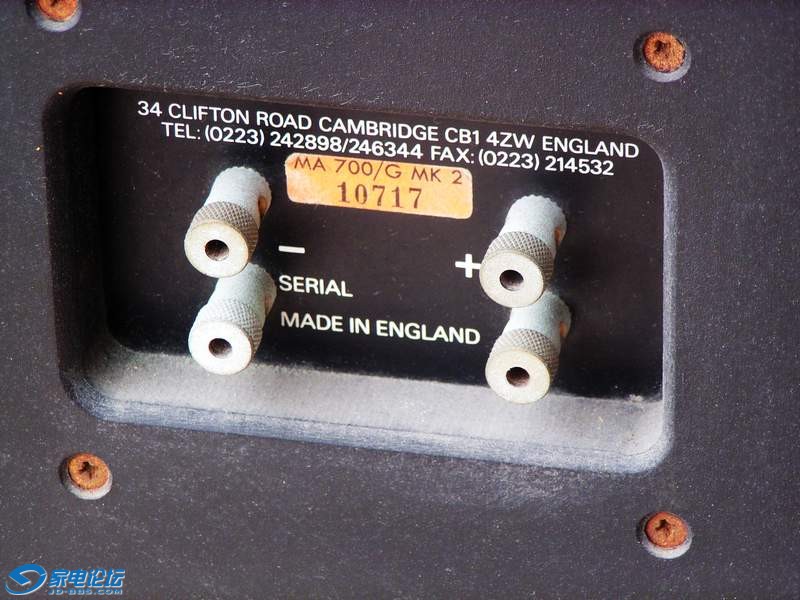 34 CLIFTON ROAD CAMBRIDGE CB1 4ZW ENGLAND
TEL: (0223) 242898/246344 FAX: (0223) 214532
MA 700/G MK 2
10717
− +
SERIAL
MADE IN ENGLAND
家电论坛
JD-BBS.COM